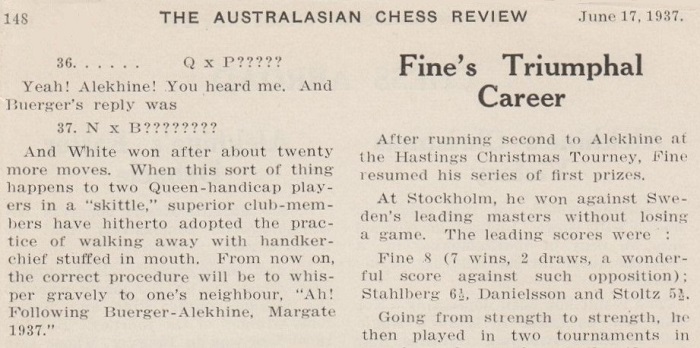 148 THE AUSTRALASIAN CHESS REVIEW June 17, 1937.
36. . . . . . . Q x P?????
Yeah! Alekhine! You heard me. And
Buerger's reply was
37. N x B????????
And White won after about twenty
more moves. When this sort of thing
happens to two Queen-handicap play-
ers in a “skittle,” superior club-mem-
bers have hitherto adopted the prac-
tice of walking away with handker-
chief stuffed in mouth. From now on,
the correct procedure will be to whis-
per gravely to one's neighbour, “Ah!
Following Buerger-Alekhine, Margate
1937.”
Fine's Triumphal
Career
After running second to Alekhine at
the Hastings Christmas Tourney, Fine
resumed his series of first prizes.
At Stockholm, he won against Swe-
den's leading masters without losing
a game. The leading scores were :
Fine 8 (7 wins, 2 draws, a wonder-
ful score against such opposition);
Stahlberg 6½, Danielsson and Stoltz 5½.
Going from strength to strength, he
then played in two tournaments in